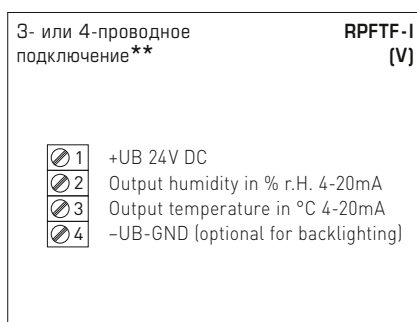 3- или 4-проводное RPFTF-I
подключение** (V)
1 +UB 24V DC
2 Output humidity in % r.H. 4-20mA
3 Output temperature in °C 4-20mA
4 –UB-GND (optional for backlighting)